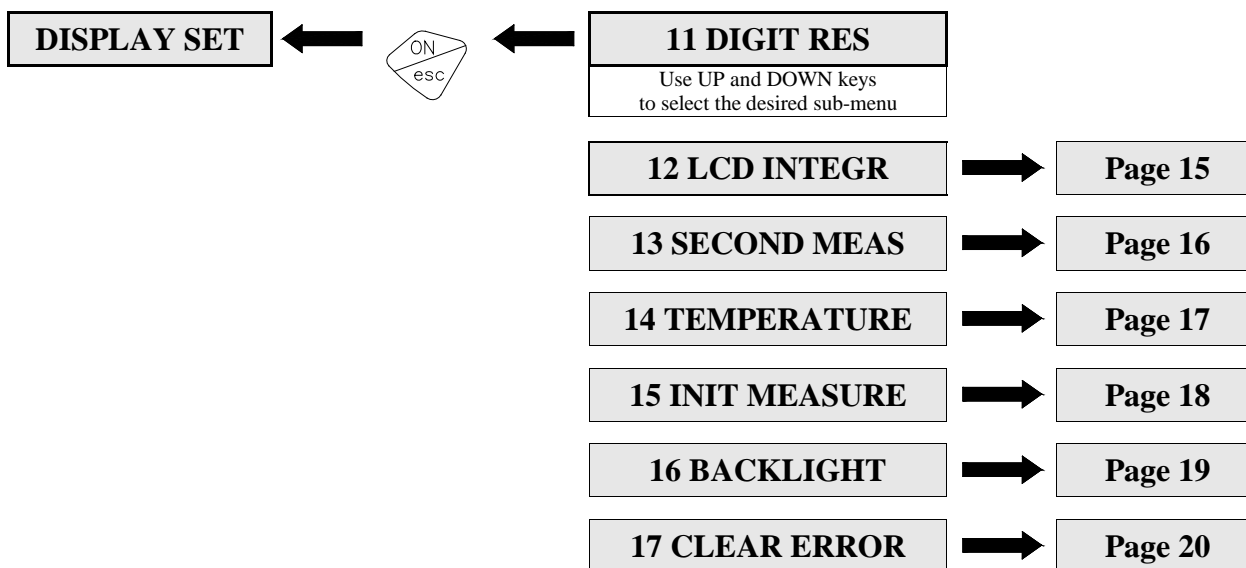 DISPLAY SET
ON
esc
11 DIGIT RES
Use UP and DOWN keys
to select the desired sub-menu
12 LCD INTEGR
Page 15
13 SECOND MEAS
Page 16
14 TEMPERATURE
Page 17
15 INIT MEASURE
Page 18
16 BACKLIGHT
Page 19
17 CLEAR ERROR
Page 20